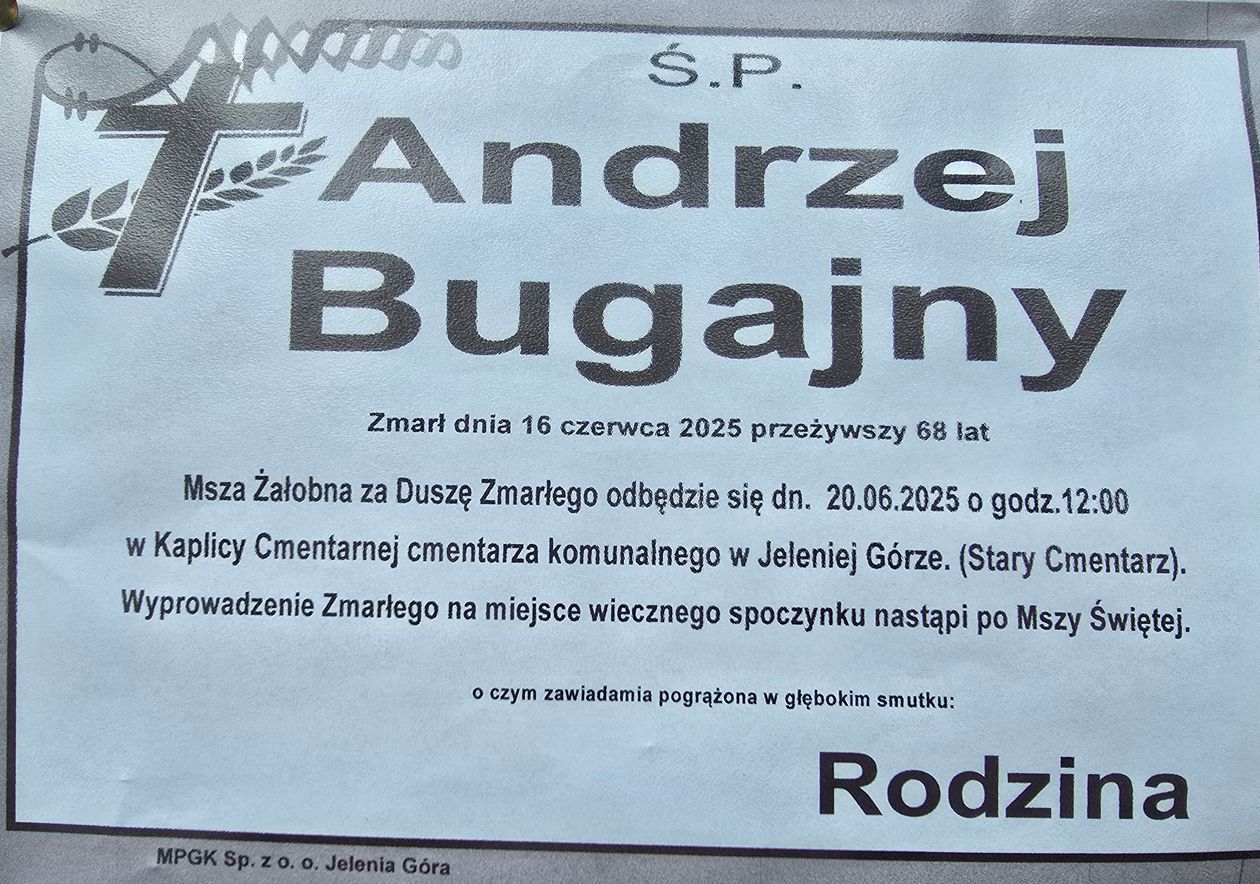 Ś.P.
Andrzej
Bugajny
Zmarł dnia 16 czerwca 2025 przeżywszy 68 lat
Msza Żałobna za Duszę Zmarłego odbędzie się dn. 20.06.2025 o godz.12:00
w Kaplicy Cmentarnej cmentarza komunalnego w Jeleniej Górze. (Stary Cmentarz).
Wyprowadzenie Zmarłego na miejsce wiecznego spoczynku nastąpi po Mszy Świętej.
o czym zawiadamia pogrążona w głębokim smutku:
Rodzina
MPGK Sp. z o. o. Jelenia Góra